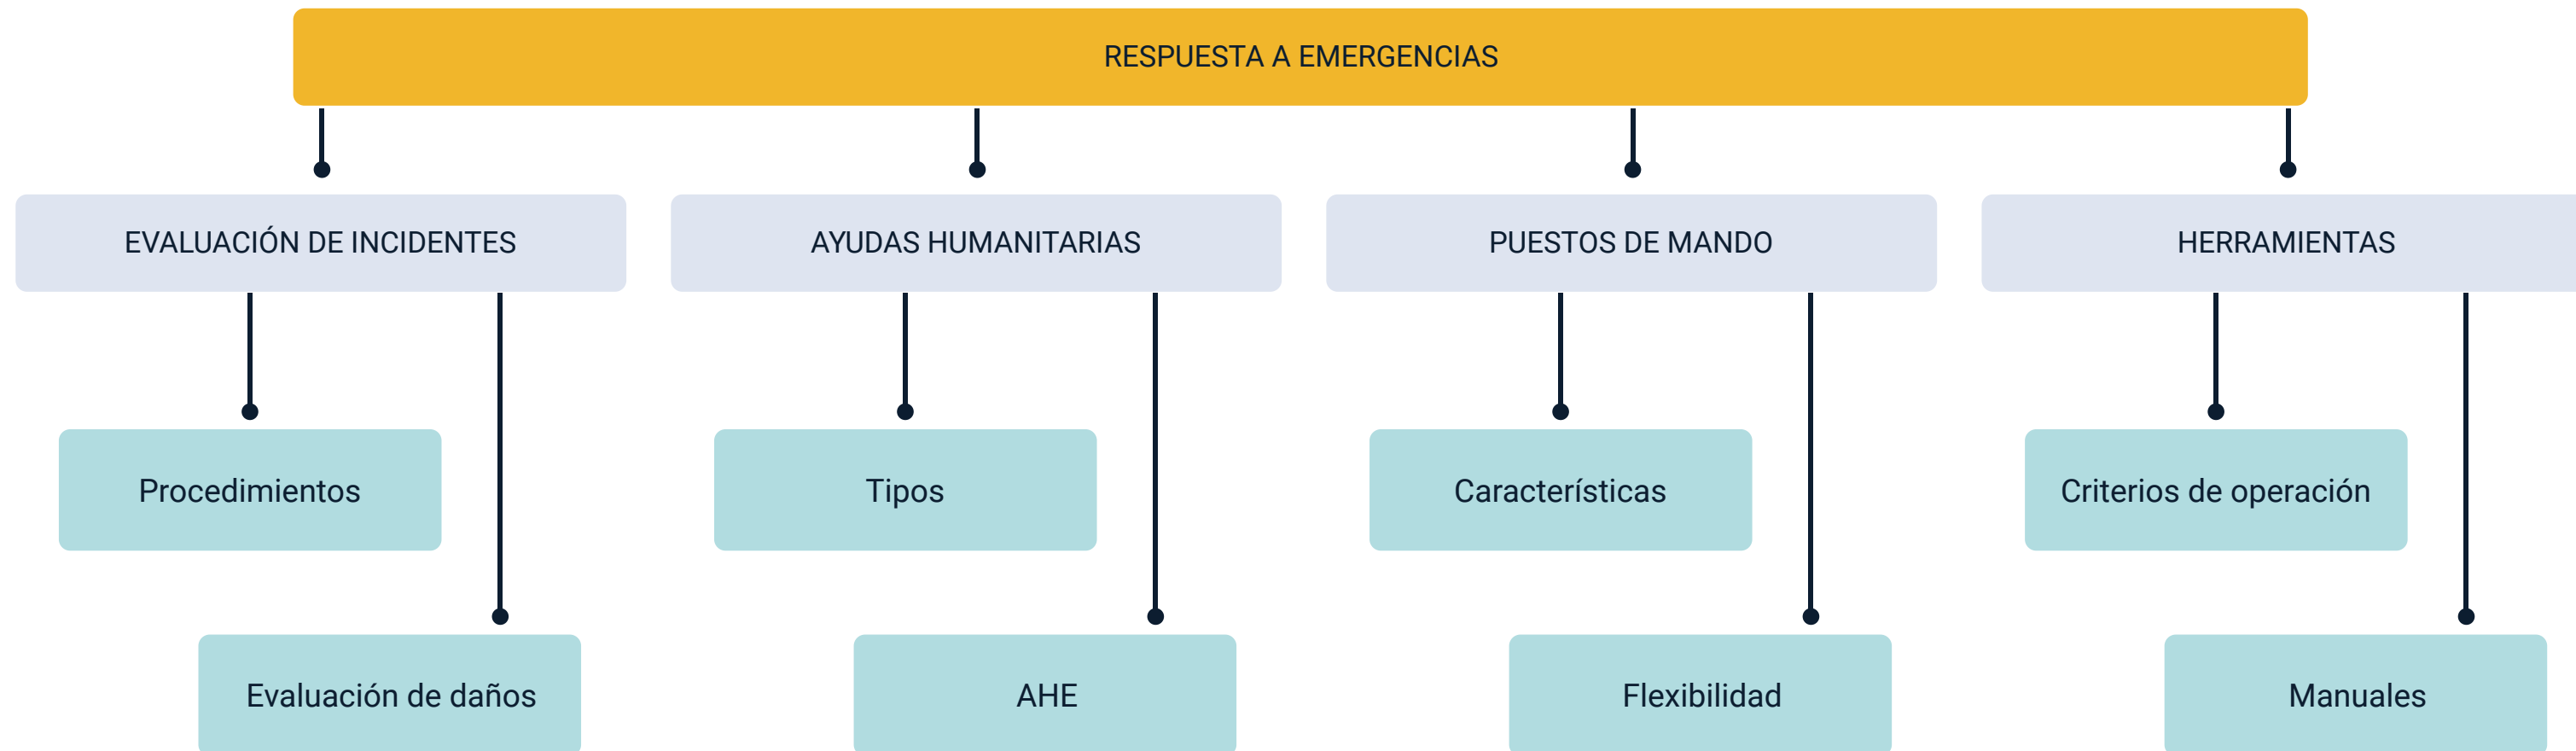 RESPUESTA A EMERGENCIAS
EVALUACIÓN DE INCIDENTES
AYUDAS HUMANITARIAS
PUESTOS DE MANDO
HERRAMIENTAS
Procedimientos
Tipos
Características
Criterios de operación
Evaluación de daños
AHE
Flexibilidad
Manuales